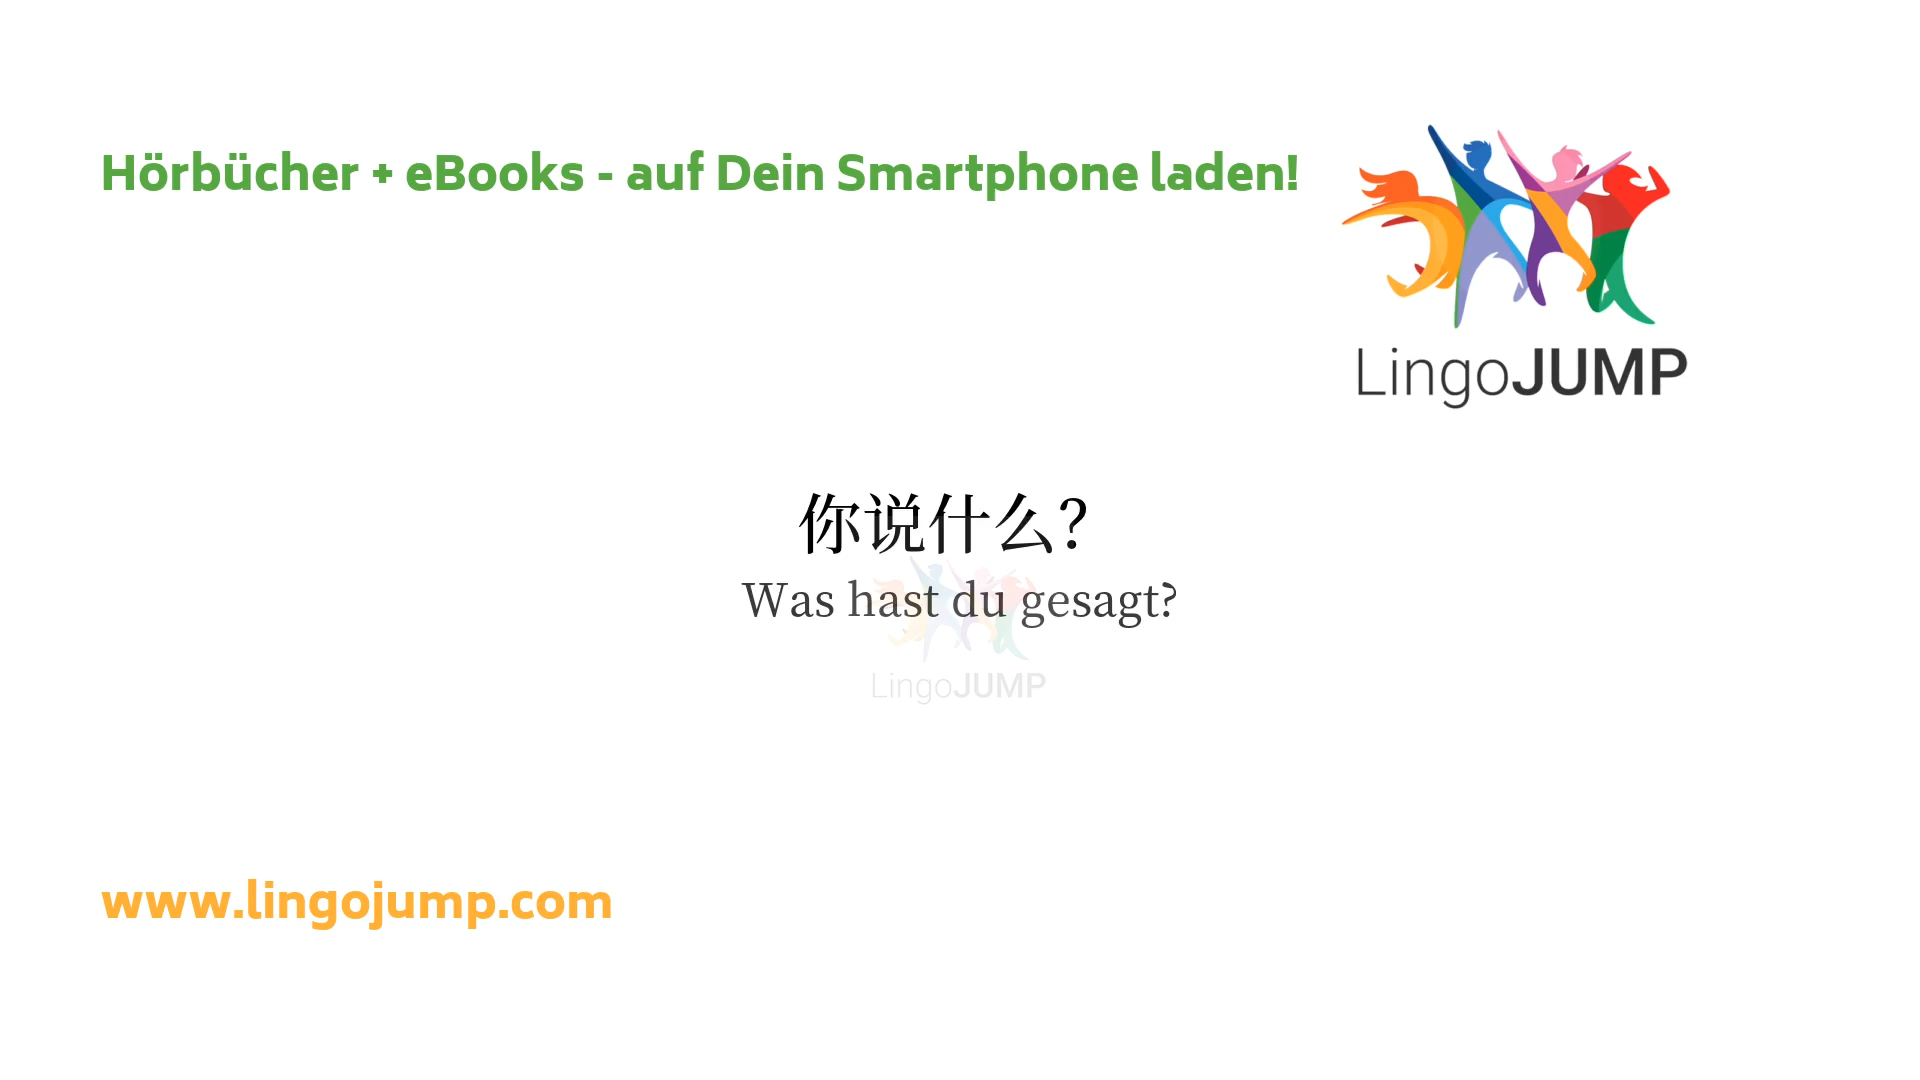 Hörbücher + eBooks - auf Dein Smartphone laden!
LingoJUMP
你说什么？
Was hast du gesagt?
LingoJUMP
www.lingojump.com